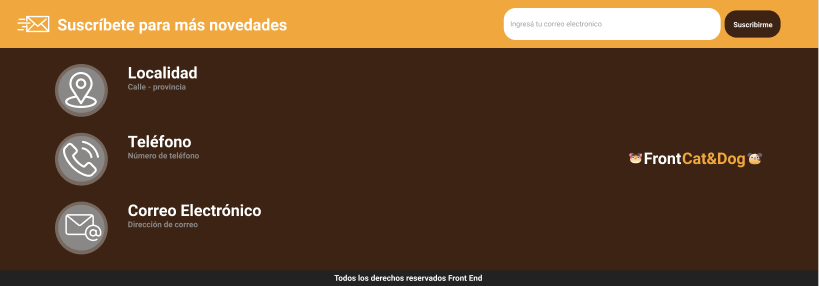 Suscríbete para más novedades
Ingresá tu correo electronico
Suscribirme
Localidad
Calle - provincia
Teléfono
Número de teléfono
FrontCat&Dog
Correo Electrónico
Dirección de correo
Todos los derechos reservados Front End